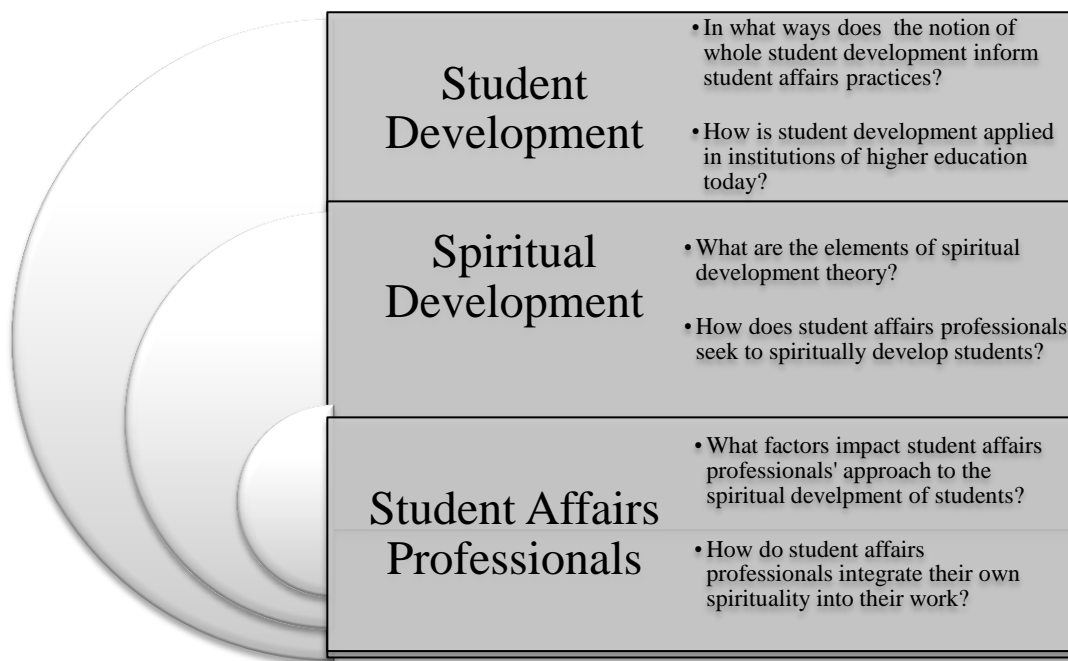 Student
Development
•In what ways does the notion of
whole student development inform
student affairs practices?
•How is student development applied
in institutions of higher education
today?
Spiritual
Development
•What are the elements of spiritual
development theory?
•How does student affairs professionals
seek to spiritually develop students?
Student Affairs
Professionals
•What factors impact student affairs
professionals' approach to the
spiritual develpment of students?
•How do student affairs
professionals integrate their own
spirituality into their work?